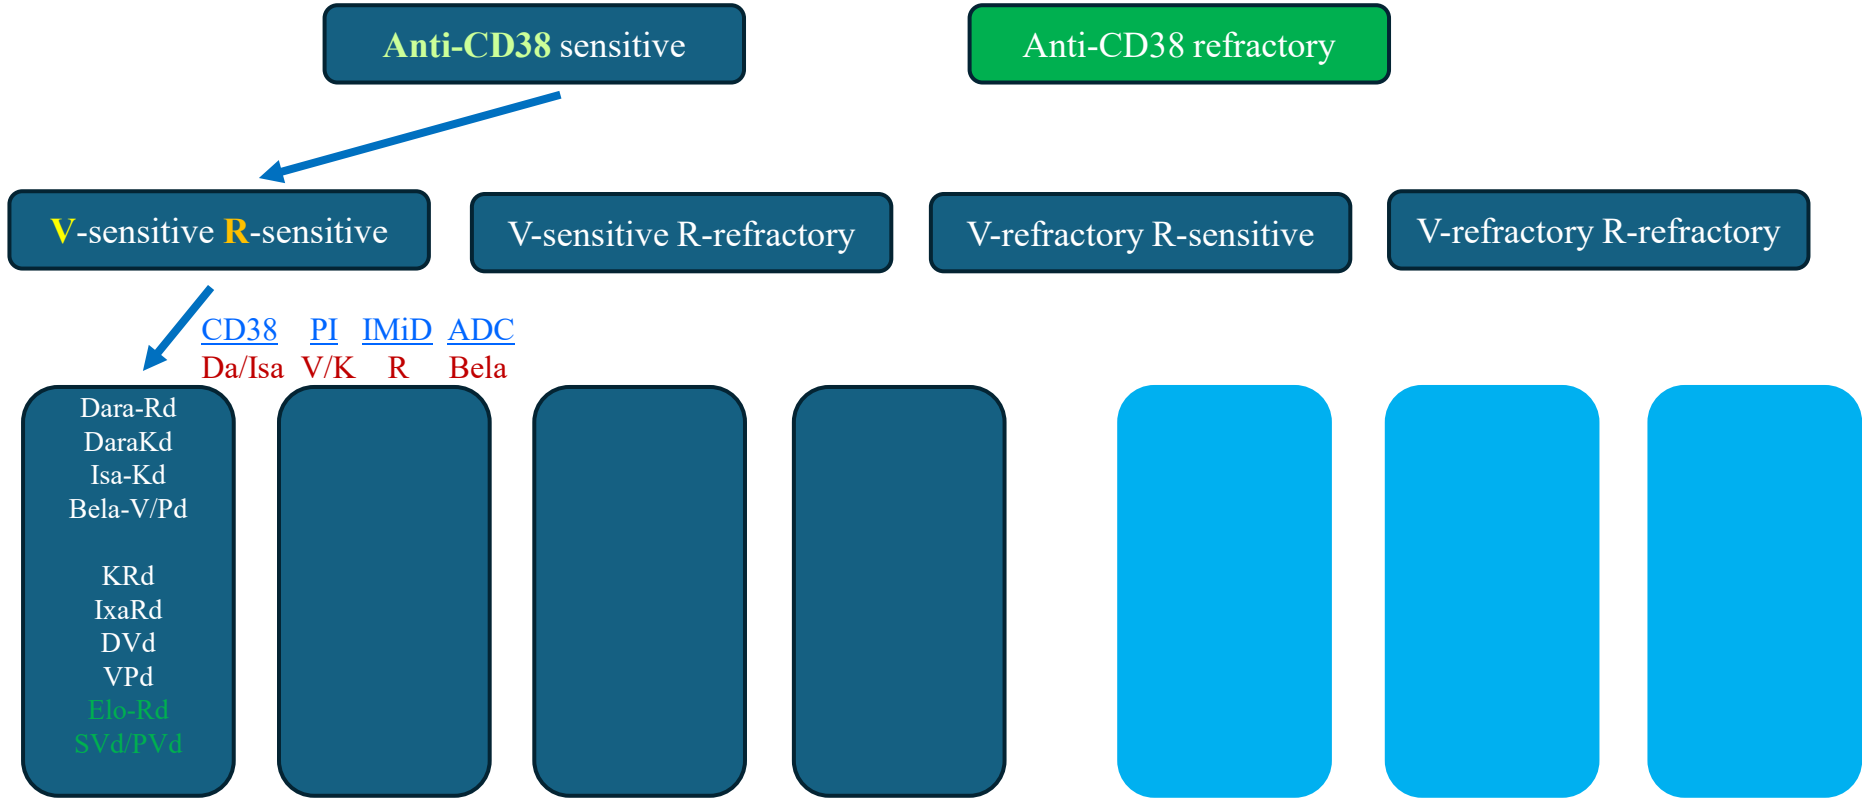 Anti-CD38 sensitive
Anti-CD38 refractory
V-sensitive R-sensitive
V-sensitive R-refractory
V-refractory R-sensitive
V-refractory R-refractory
CD38 PI IMiD ADC
Da/Isa V/K R Bela
Dara-Rd
DaraKd
Isa-Kd
Bela-V/Pd
KRd
IxaRd
DVd
VPd
Elo-Rd
SVd/PVd